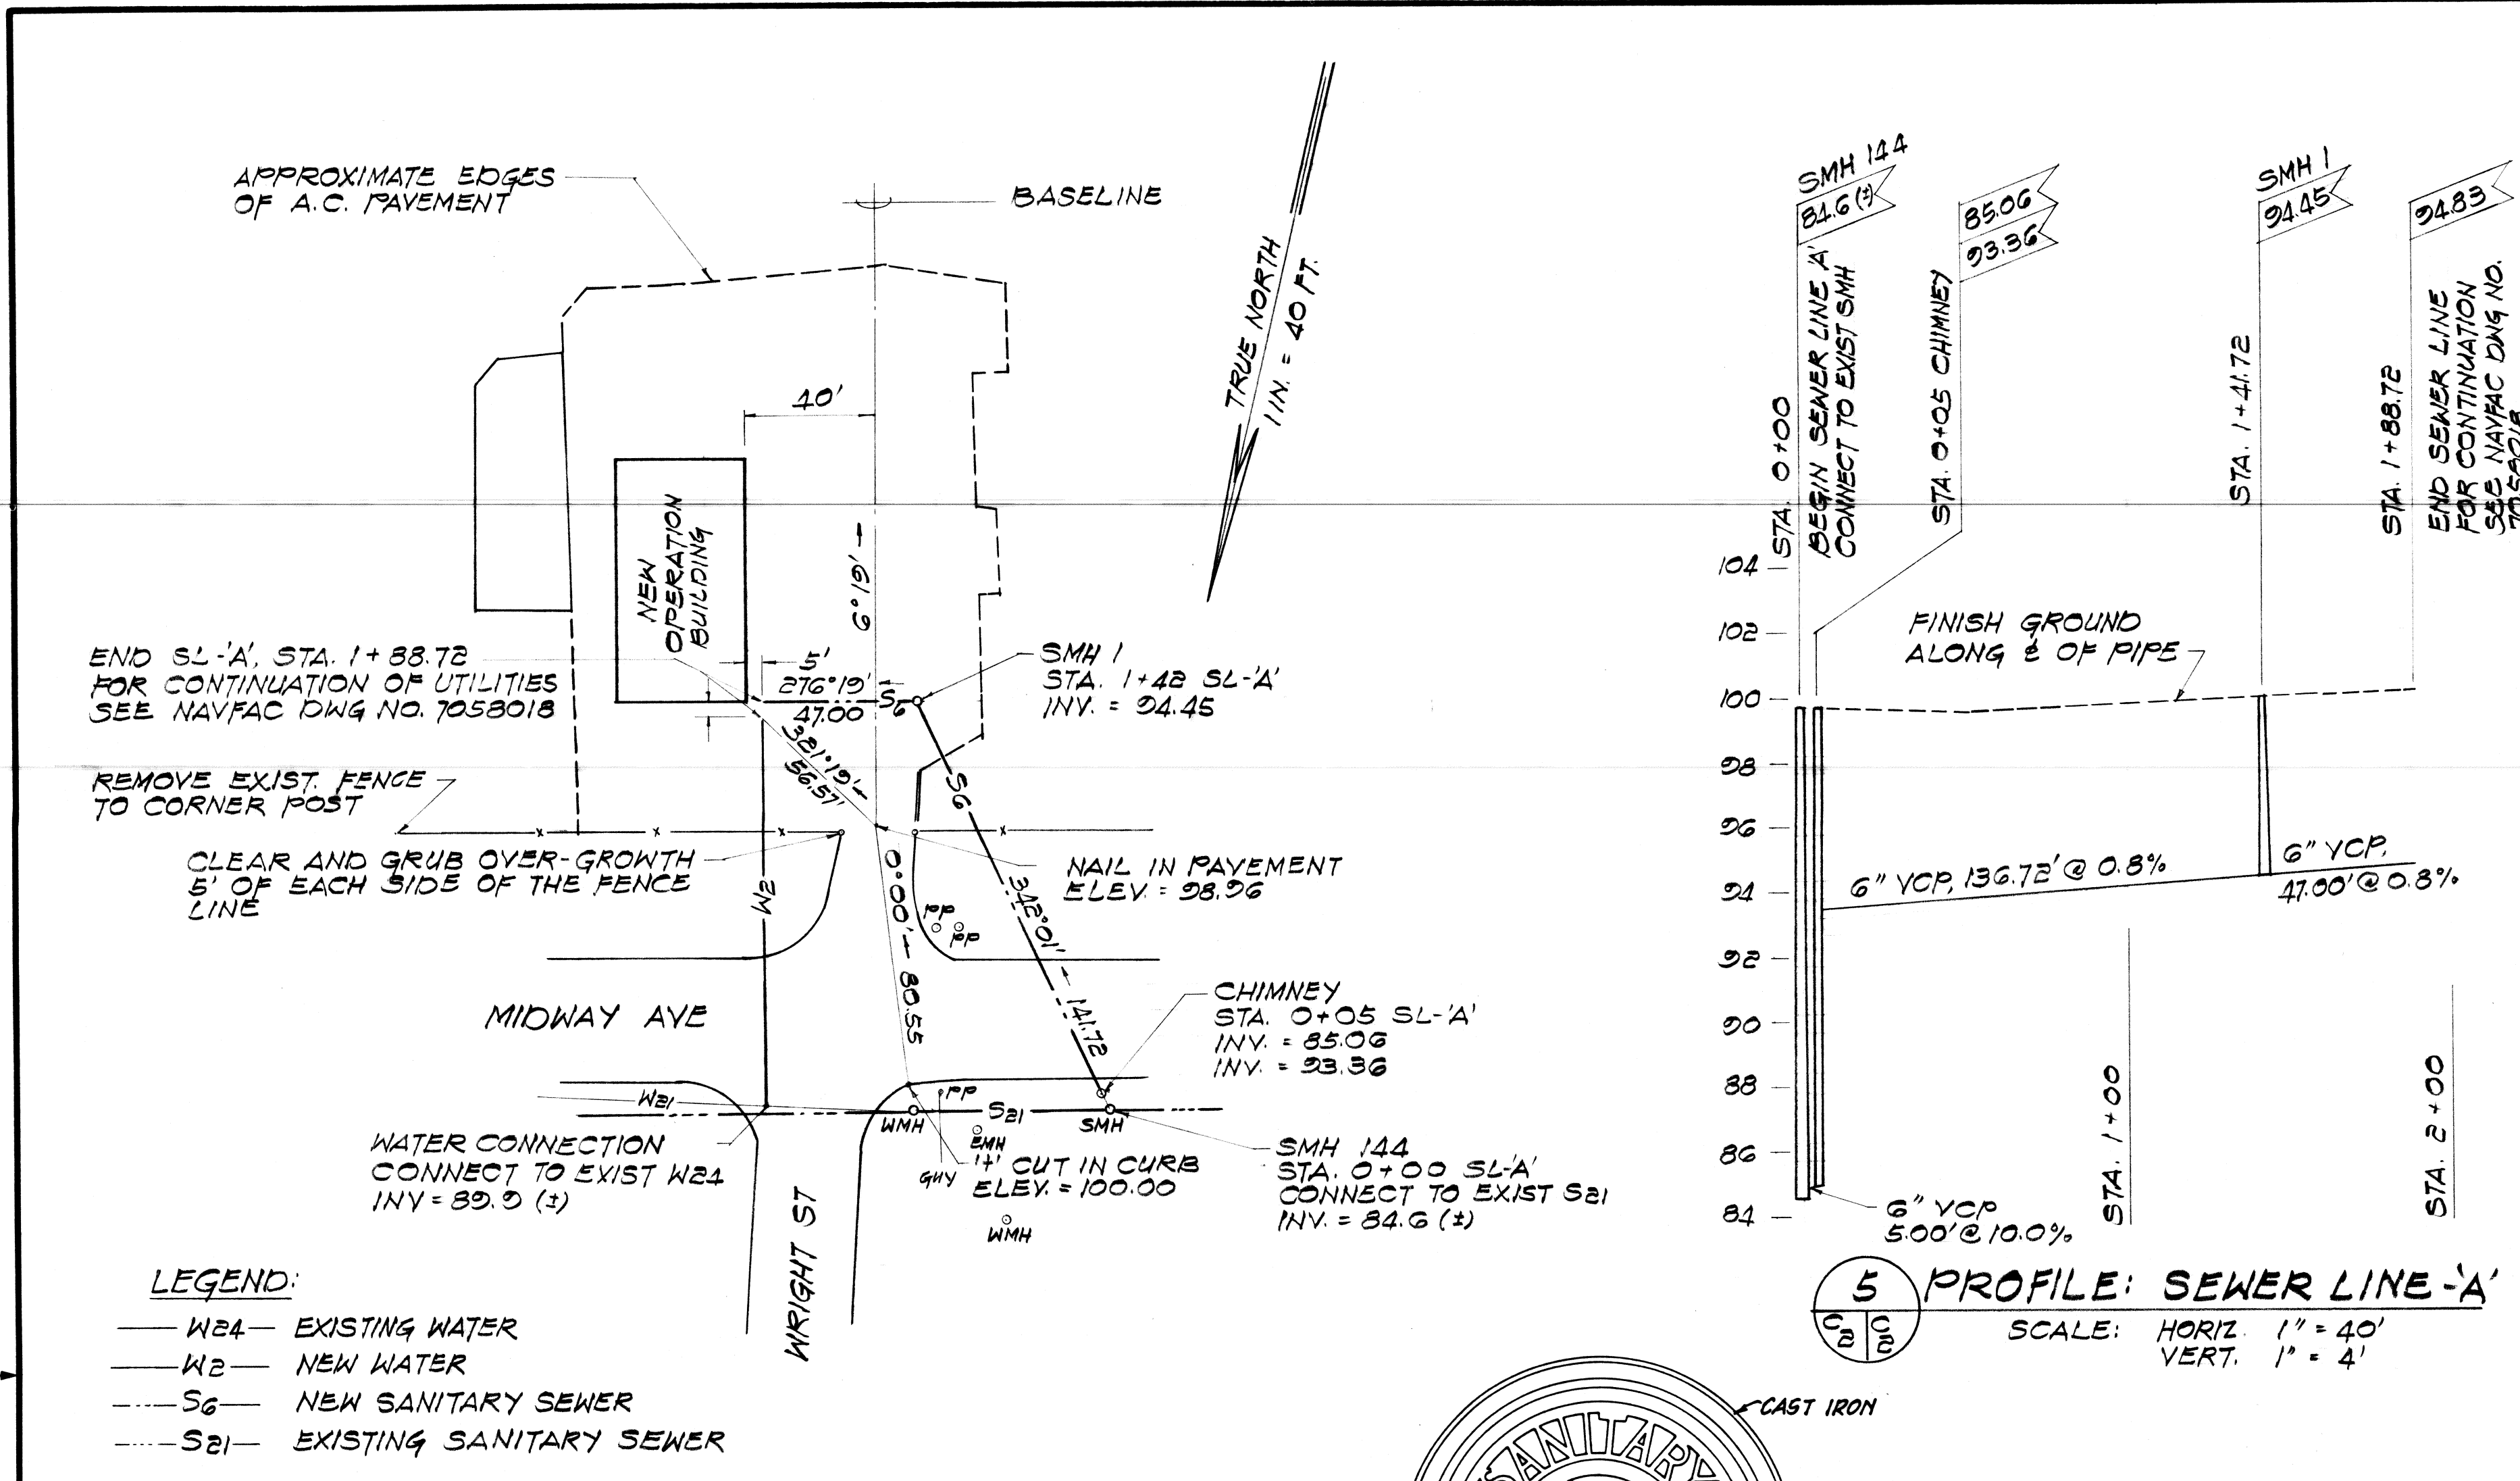 APPROXIMATE EDGES
OF A.C. PAVEMENT
BASELINE
TRUE NORTH
1 IN. = 40 FT.
40'
NEW
OPERATION
BUILDING
6°19'
END SL-'A', STA. 1+88.72
FOR CONTINUATION OF UTILITIES
SEE NAVFAC DWG NO. 7058018
5'
276°19'
47.00
S6
SMH 1
STA. 1+42 SL-'A'
INV. = 94.45
321°19'
56.57'
REMOVE EXIST. FENCE
TO CORNER POST
S6
CLEAR AND GRUB OVER-GROWTH
5' OF EACH SIDE OF THE FENCE
LINE
W2
NAIL IN PAVEMENT
ELEV. = 98.96
0°00'
80.55
PP
PP
342°01'
141.72
MIDWAY AVE
CHIMNEY
STA. 0+05 SL-'A'
INV. = 85.06
INV. = 93.36
W21
PP
S21
WMH
SMH
EMH
GUY
WATER CONNECTION
CONNECT TO EXIST W24
INV = 89.9 (±)
'+' CUT IN CURB
ELEV. = 100.00
WMH
SMH 144
STA. 0+00 SL-'A'
CONNECT TO EXIST S21
INV. = 84.6 (±)
WRIGHT ST
LEGEND:
W24 EXISTING WATER
W2 NEW WATER
S6 NEW SANITARY SEWER
S21 EXISTING SANITARY SEWER
SMH 144
84.6 (±)
STA. 0+00
BEGIN SEWER LINE 'A'
CONNECT TO EXIST SMH
85.06
93.36
STA. 0+05 CHIMNEY
SMH 1
94.45
STA. 1+41.72
94.83
STA. 1+88.72
END SEWER LINE
FOR CONTINUATION
SEE NAVFAC DWG NO.
7058018
104
102
100
98
96
94
92
90
88
86
84
FINISH GROUND
ALONG ℄ OF PIPE
6" VCP, 136.72' @ 0.8%
6" VCP,
47.00' @ 0.8%
STA. 1+00
STA. 2+00
6" VCP
5.00' @ 10.0%
5
C2 C2
PROFILE: SEWER LINE-'A'
SCALE: HORIZ. 1" = 40'
VERT. 1" = 4'
CAST IRON
SANITARY